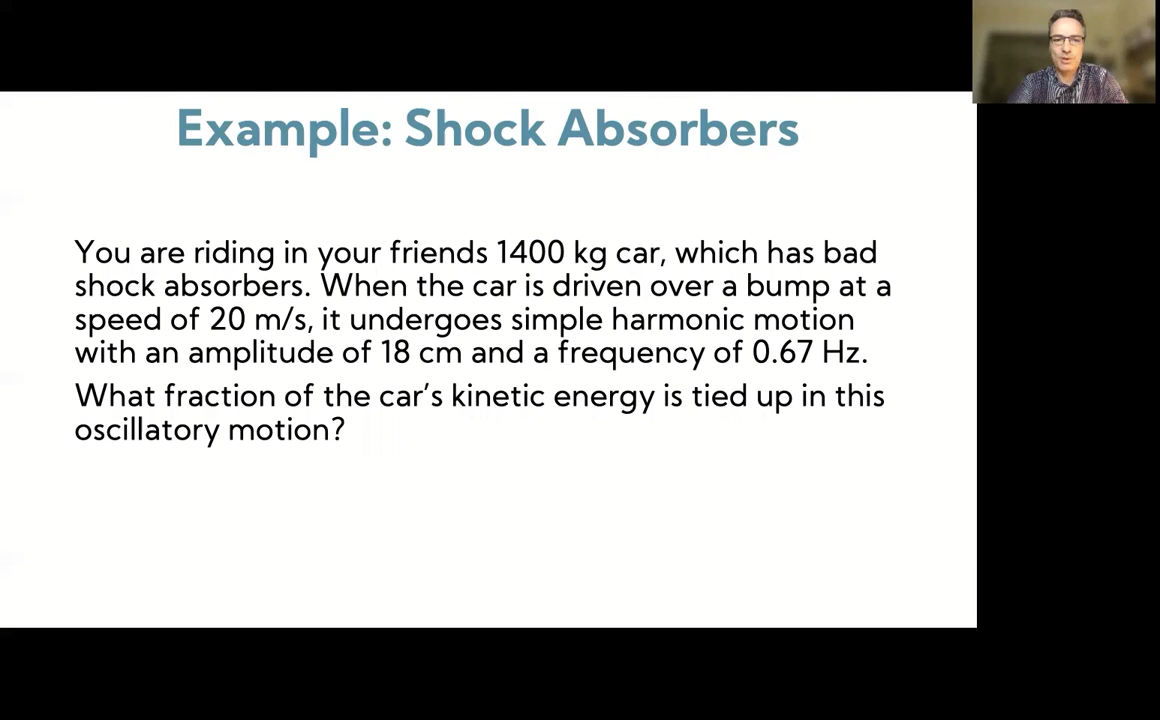 Example: Shock Absorbers
You are riding in your friends 1400 kg car, which has bad
shock absorbers. When the car is driven over a bump at a
speed of 20 m/s, it undergoes simple harmonic motion
with an amplitude of 18 cm and a frequency of 0.67 Hz.
What fraction of the car’s kinetic energy is tied up in this
oscillatory motion?